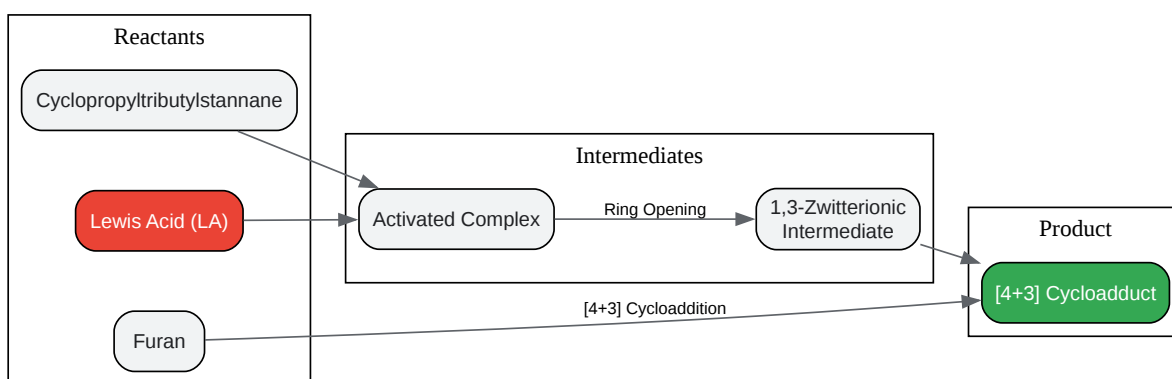 Reactants
Cyclopropyltributylstannane
Lewis Acid (LA)
Furan
Intermediates
Activated Complex
Ring Opening
1,3-Zwitterionic
Intermediate
[4+3] Cycloaddition
Product
[4+3] Cycloadduct